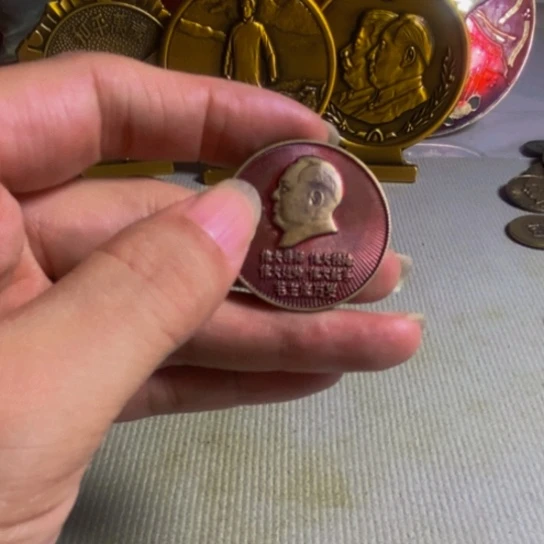 伟大导师 伟大领袖
伟大统帅 伟大舵手
毛主席万岁